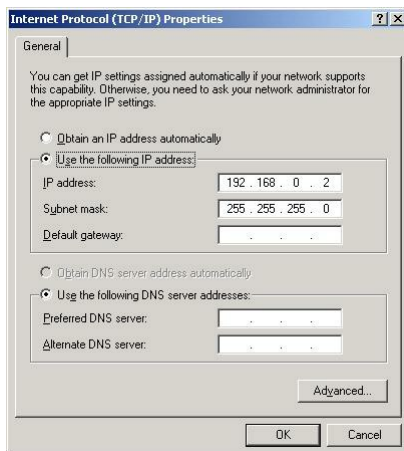 Internet Protocol (TCP/IP) Properties
General
You can get IP settings assigned automatically if your network supports
this capability. Otherwise, you need to ask your network administrator for
the appropriate IP settings.
Obtain an IP address automatically
Use the following IP address:
IP address: 192 . 168 . 0 . 2
Subnet mask: 255 . 255 . 255 . 0
Default gateway: . . .
Obtain DNS server address automatically
Use the following DNS server addresses:
Preferred DNS server: . . .
Alternate DNS server: . . .
Advanced...
OK Cancel